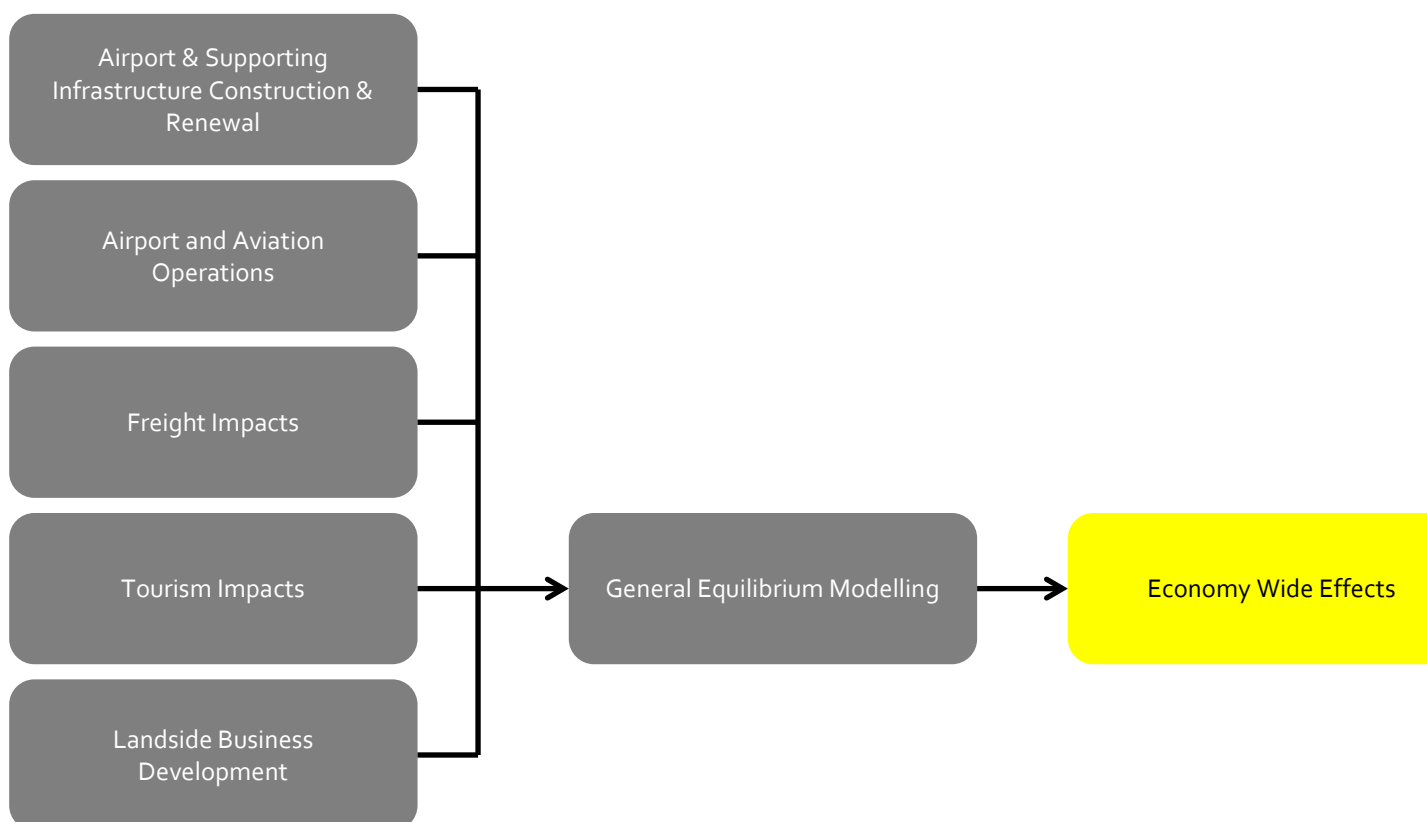 Airport & Supporting
Infrastructure Construction &
Renewal
Airport and Aviation
Operations
Freight Impacts
Tourism Impacts
General Equilibrium Modelling
Economy Wide Effects
Landside Business
Development